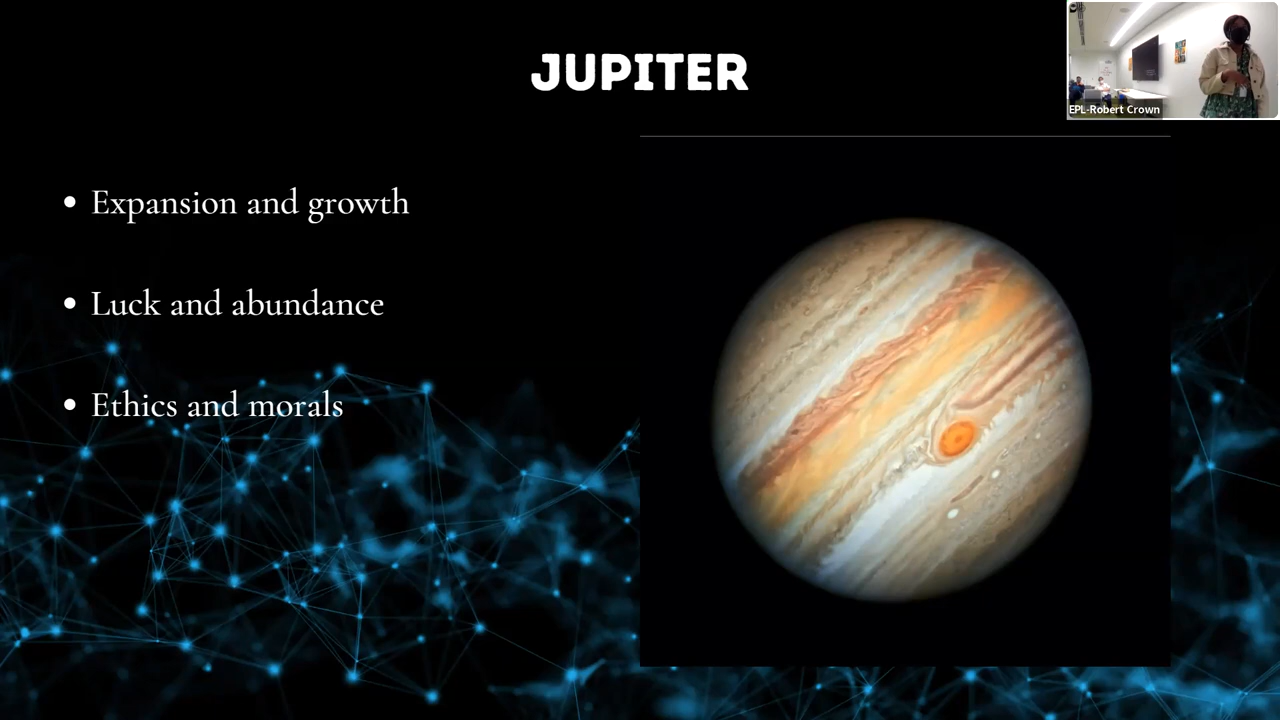 JUPITER
EPL-Robert Crown
• Expansion and growth
• Luck and abundance
• Ethics and morals